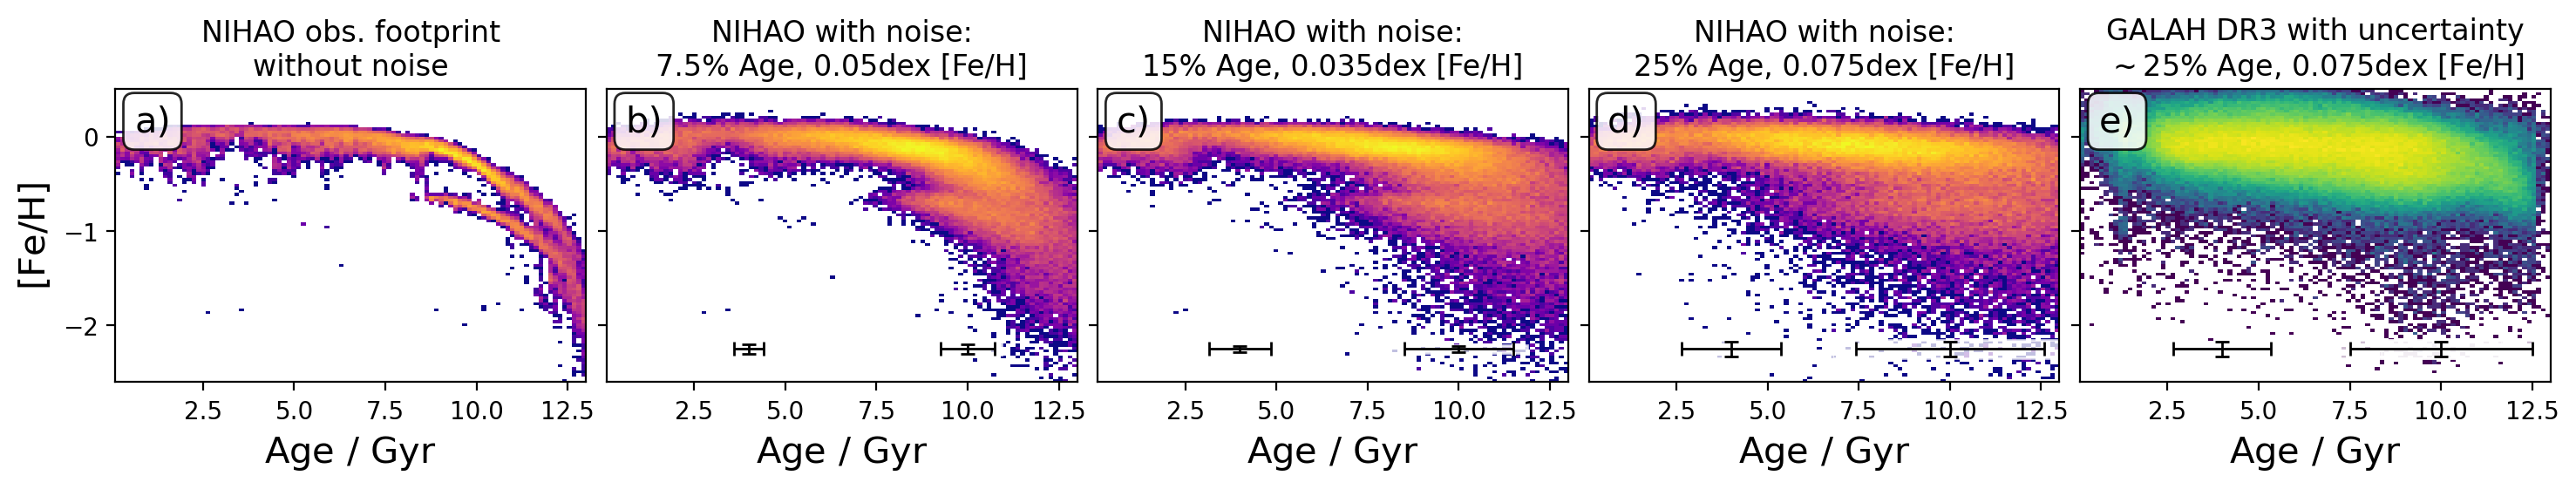 NIHAO obs. footprint
without noise
NIHAO with noise:
7.5% Age, 0.05dex [Fe/H]
NIHAO with noise:
15% Age, 0.035dex [Fe/H]
NIHAO with noise:
25% Age, 0.075dex [Fe/H]
GALAH DR3 with uncertainty
~25% Age, 0.075dex [Fe/H]
a)
b)
c)
d)
e)
[Fe/H]
0
−1
−2
2.5 5.0 7.5 10.0 12.5
2.5 5.0 7.5 10.0 12.5
2.5 5.0 7.5 10.0 12.5
2.5 5.0 7.5 10.0 12.5
2.5 5.0 7.5 10.0 12.5
Age / Gyr
Age / Gyr
Age / Gyr
Age / Gyr
Age / Gyr